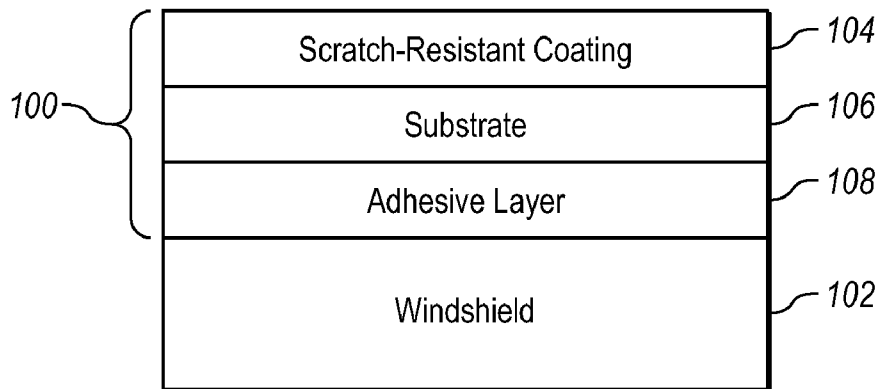 Scratch-Resistant Coating 104
100
Substrate 106
Adhesive Layer 108
Windshield 102